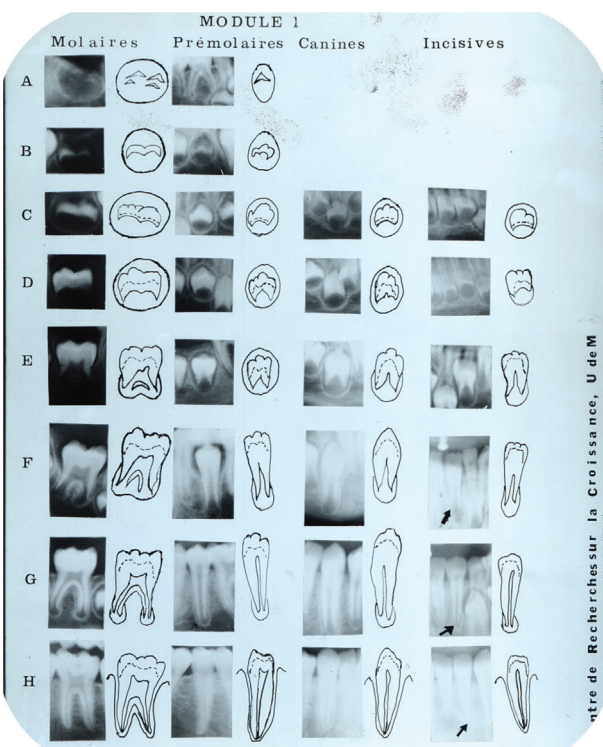 MODULE 1
Molaires Prémolaires Canines Incisives
A
B
C
D
E
F
G
H
ntre de Recherches sur la Croissance, U de M